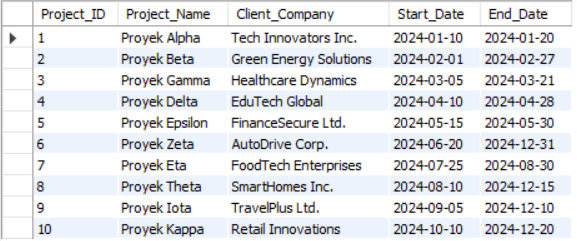 Project_ID Project_Name Client_Company Start_Date End_Date
1 Proyek Alpha Tech Innovators Inc. 2024-01-10 2024-01-20
2 Proyek Beta Green Energy Solutions 2024-02-01 2024-02-27
3 Proyek Gamma Healthcare Dynamics 2024-03-05 2024-03-21
4 Proyek Delta EduTech Global 2024-04-10 2024-04-28
5 Proyek Epsilon FinanceSecure Ltd. 2024-05-15 2024-05-30
6 Proyek Zeta AutoDrive Corp. 2024-06-20 2024-12-31
7 Proyek Eta FoodTech Enterprises 2024-07-25 2024-08-30
8 Proyek Theta SmartHomes Inc. 2024-08-10 2024-12-15
9 Proyek Iota TravelPlus Ltd. 2024-09-05 2024-12-10
10 Proyek Kappa Retail Innovations 2024-10-10 2024-12-20